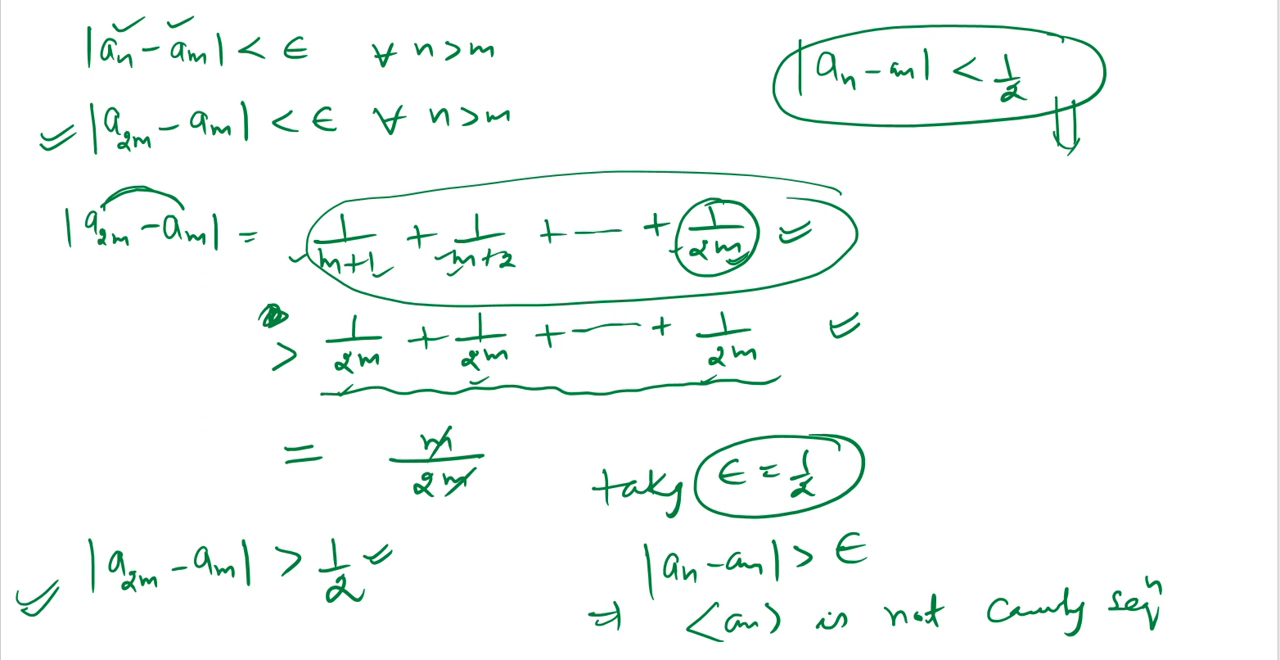 |aₙ - aₘ| < ϵ ∀ n>m
|aₙ - aₘ| < 1/2
|a₂ₘ - aₘ| < ϵ ∀ n>m
|a₂ₘ - aₘ| = 1/(m+1) + 1/(m+2) + -- + 1/2m
> 1/2m + 1/2m + -- + 1/2m
= m/2m
taky ϵ = 1/2
|a₂ₘ - aₘ| > 1/2
|aₙ - aₘ| > ϵ
⇒ <aₙ> is not Cauchy seqⁿ